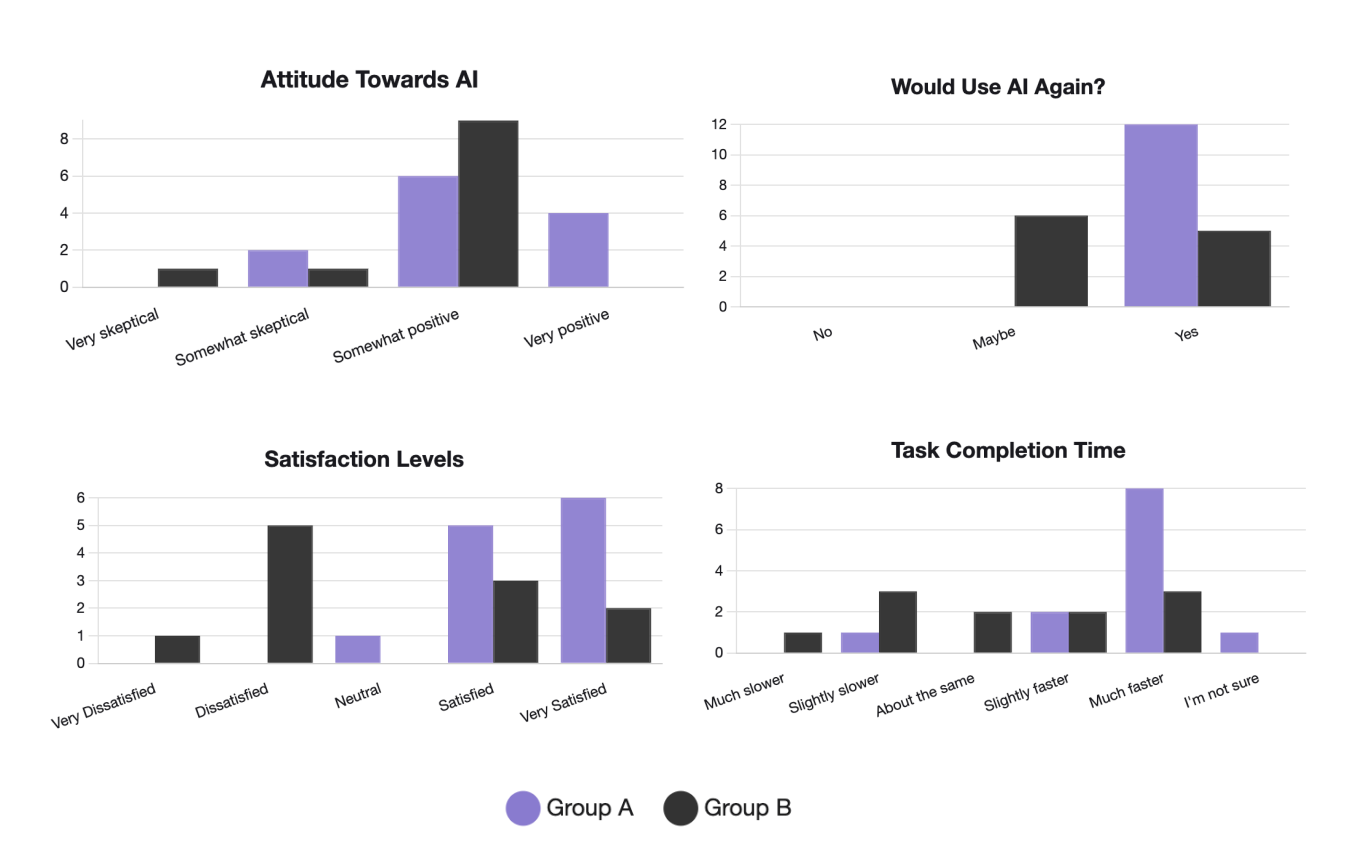 Attitude Towards AI
8
6
4
2
0
Very skeptical
Somewhat skeptical
Somewhat positive
Very positive
Would Use AI Again?
12
10
8
6
4
2
0
No
Maybe
Yes
Satisfaction Levels
6
5
4
3
2
1
0
Very Dissatisfied
Dissatisfied
Neutral
Satisfied
Very Satisfied
Task Completion Time
8
6
4
2
0
Much slower
Slightly slower
About the same
Slightly faster
Much faster
I'm not sure
Group A
Group B